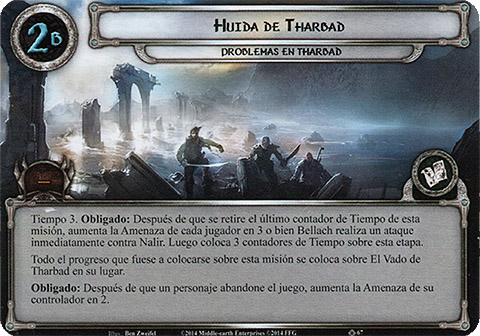 2B
Huida de Tharbad
Problemas en Tharbad
Tiempo 3. Obligado: Después de que se retire el último contador de Tiempo de esta
misión, aumenta la Amenaza de cada jugador en 3 o bien Bellach realiza un ataque
inmediatamente contra Nalir. Luego coloca 3 contadores de Tiempo sobre esta etapa.
Todo el progreso que fuese a colocarse sobre esta misión se coloca sobre El Vado de
Tharbad en su lugar.
Obligado: Después de que un personaje abandone el juego, aumenta la Amenaza de su
controlador en 2.
Illus. Ben Zweifel ©2014 Middle-earth Enterprises ©2014 FFG 67